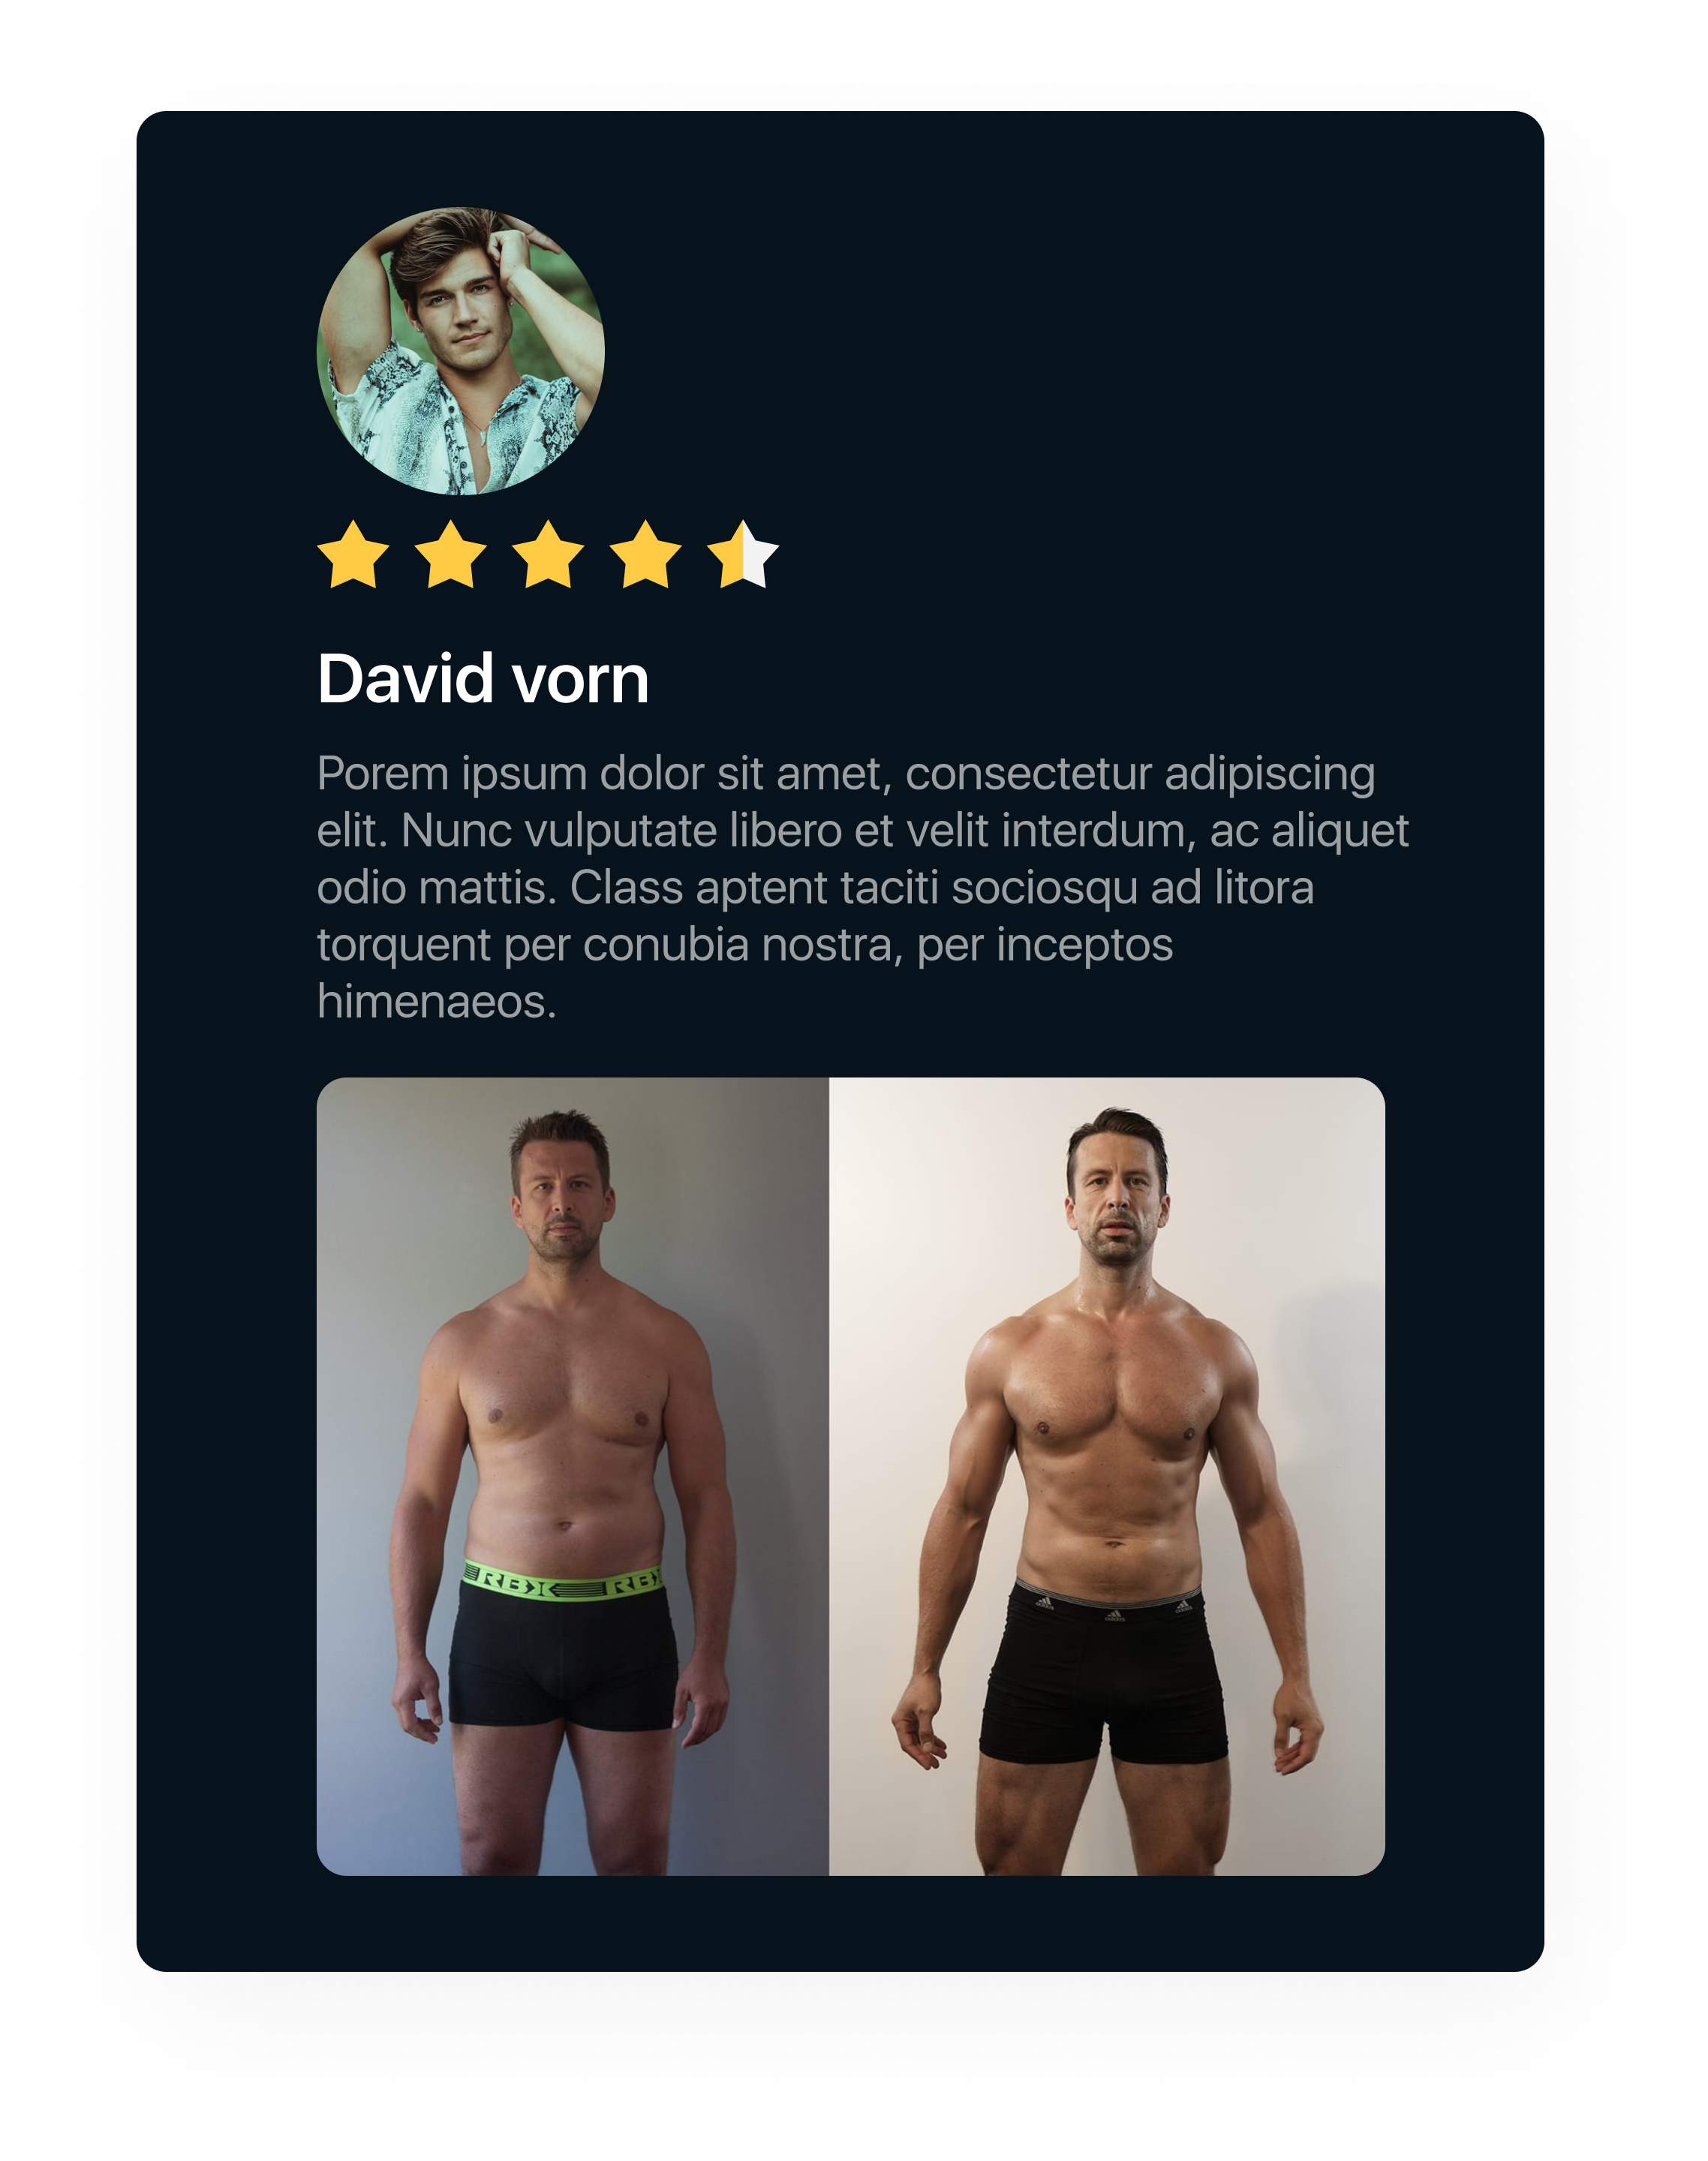 David vorn
Porem ipsum dolor sit amet, consectetur adipiscing
elit. Nunc vulputate libero et velit interdum, ac aliquet
odio mattis. Class aptent taciti sociosqu ad litora
torquent per conubia nostra, per inceptos
himenaeos.
RBX RBX